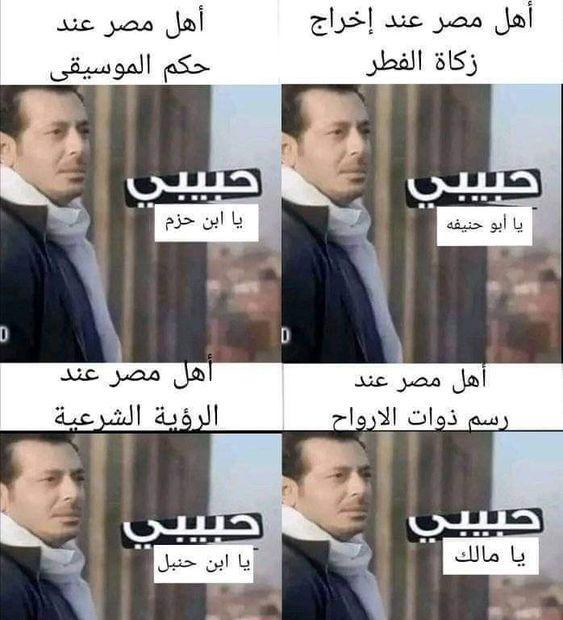 أهل مصر عند إخراج
زكاة الفطر
حبيبي
يا أبو حنيفه
أهل مصر عند
حكم الموسيقى
حبيبي
يا ابن حزم
أهل مصر عند
رسم ذوات الارواح
حبيبي
يا مالك
أهل مصر عند
الرؤية الشرعية
حبيبي
يا ابن حنبل